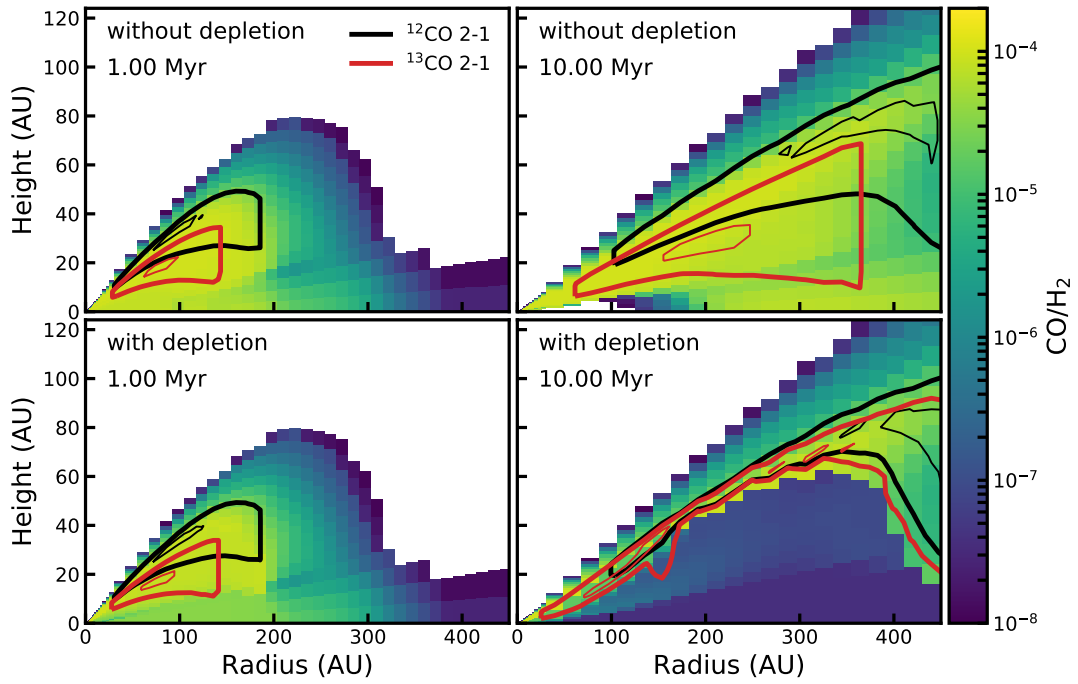 120
100
80
60
40
20
0
Height (AU)
without depletion
1.00 Myr
¹²CO 2-1
¹³CO 2-1
without depletion
10.00 Myr
120
100
80
60
40
20
0
Height (AU)
with depletion
1.00 Myr
with depletion
10.00 Myr
0 100 200 300 400
Radius (AU)
100 200 300 400
Radius (AU)
10⁻⁴
10⁻⁵
10⁻⁶
10⁻⁷
10⁻⁸
CO/H₂